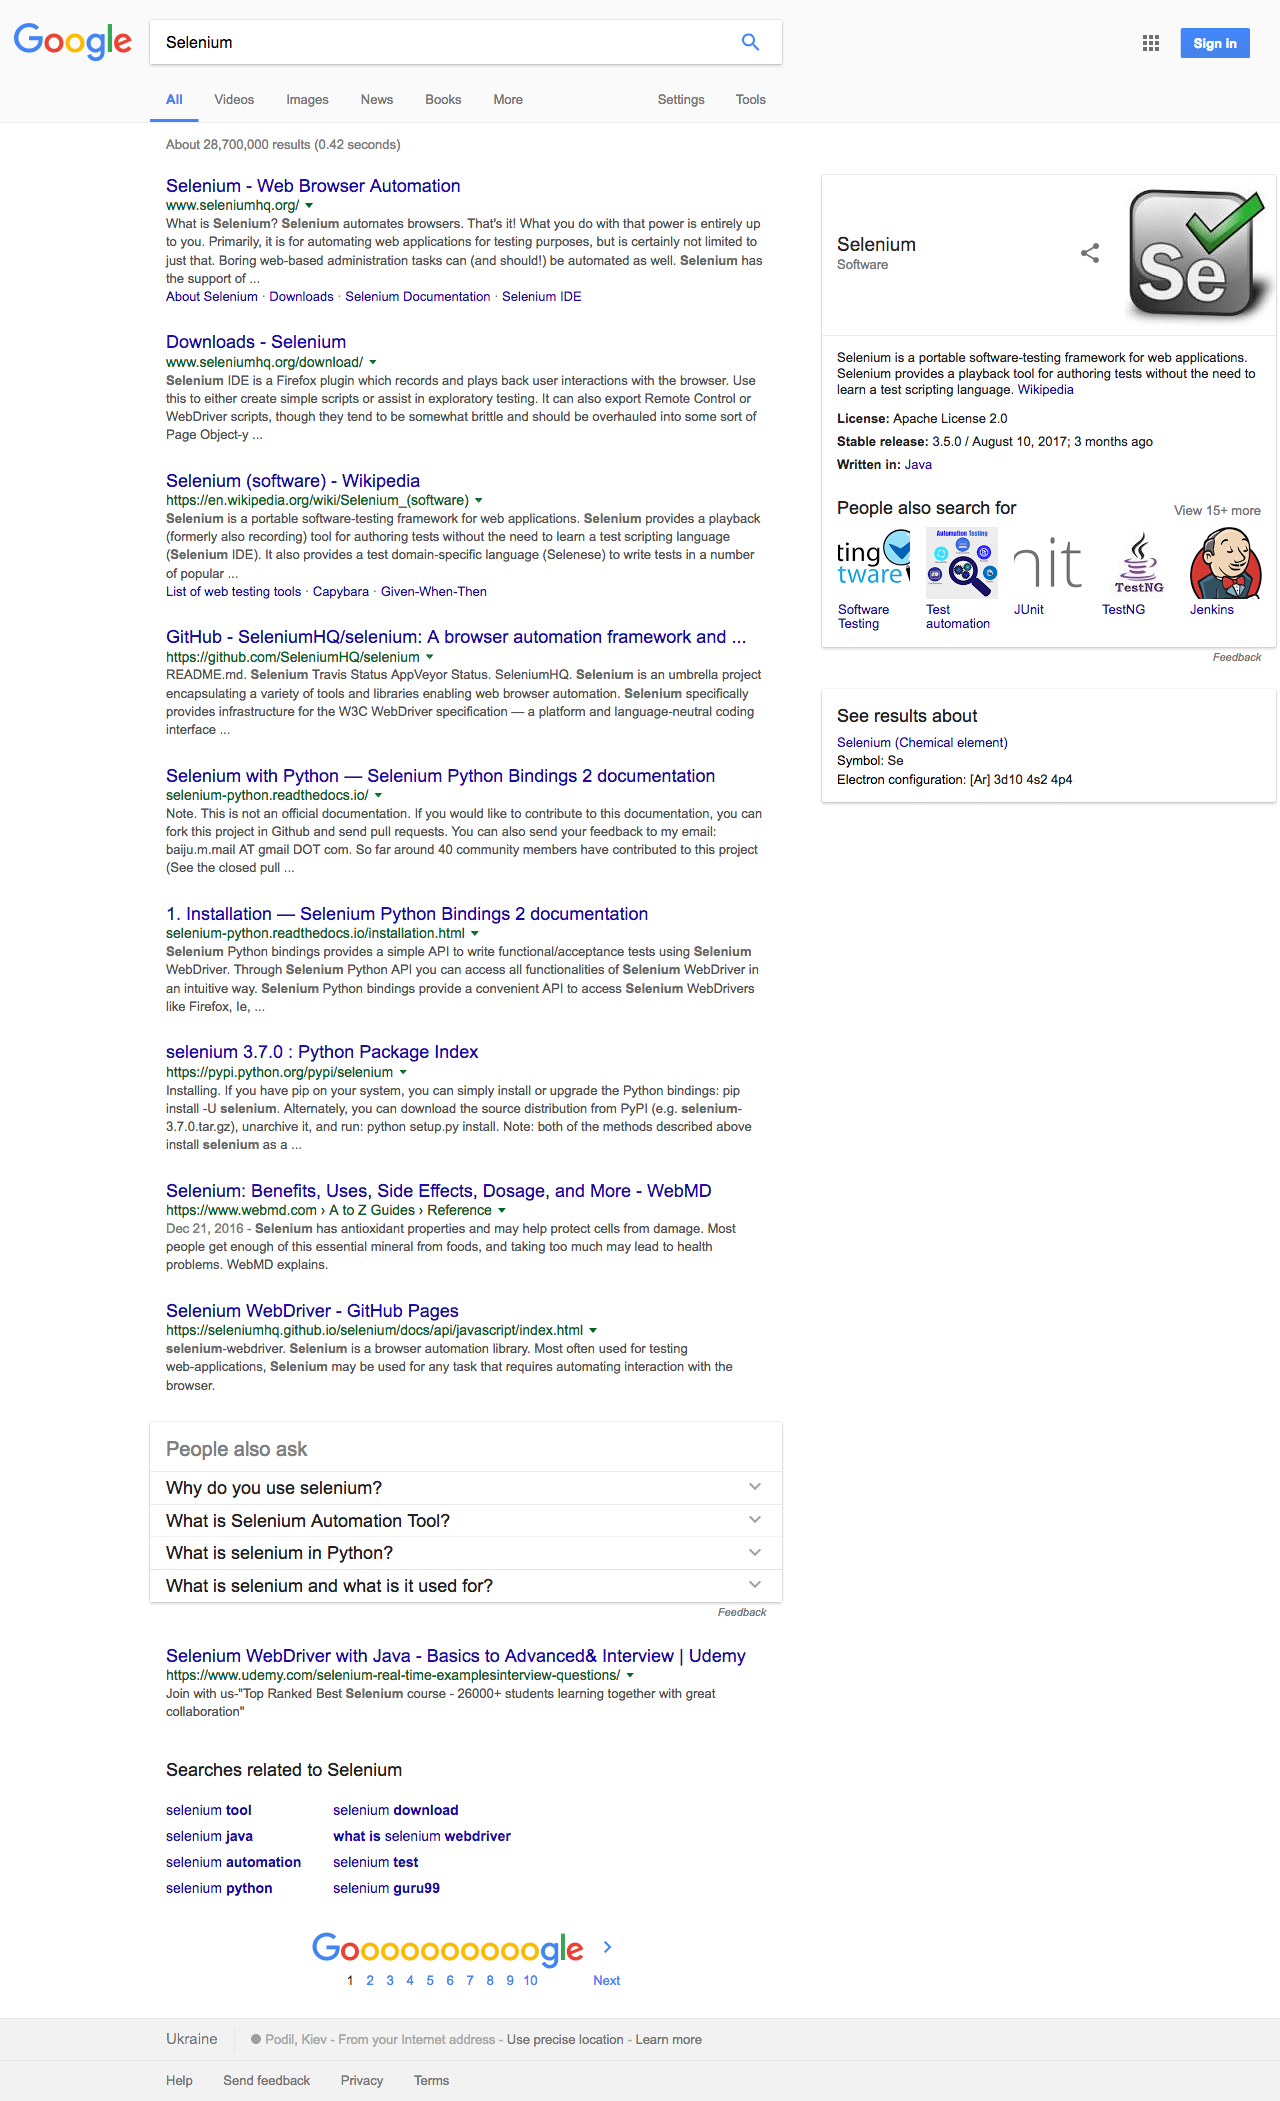 Google
Selenium
Sign in
All Videos Images News Books More Settings Tools
About 28,700,000 results (0.42 seconds)
Selenium - Web Browser Automation
www.seleniumhq.org/
What is Selenium? Selenium automates browsers. That's it! What you do with that power is entirely up
to you. Primarily, it is for automating web applications for testing purposes, but is certainly not limited to
just that. Boring web-based administration tasks can (and should!) be automated as well. Selenium has
the support of ...
About Selenium · Downloads · Selenium Documentation · Selenium IDE
Downloads - Selenium
www.seleniumhq.org/download/
Selenium IDE is a Firefox plugin which records and plays back user interactions with the browser. Use
this to either create simple scripts or assist in exploratory testing. It can also export Remote Control or
WebDriver scripts, though they tend to be somewhat brittle and should be overhauled into some sort of
Page Object-y ...
Selenium (software) - Wikipedia
https://en.wikipedia.org/wiki/Selenium_(software)
Selenium is a portable software-testing framework for web applications. Selenium provides a playback
(formerly also recording) tool for authoring tests without the need to learn a test scripting language
(Selenium IDE). It also provides a test domain-specific language (Selenese) to write tests in a number
of popular ...
List of web testing tools · Capybara · Given-When-Then
GitHub - SeleniumHQ/selenium: A browser automation framework and ...
https://github.com/SeleniumHQ/selenium
README.md. Selenium Travis Status AppVeyor Status. SeleniumHQ. Selenium is an umbrella project
encapsulating a variety of tools and libraries enabling web browser automation. Selenium specifically
provides infrastructure for the W3C WebDriver specification — a platform and language-neutral coding
interface ...
Selenium with Python — Selenium Python Bindings 2 documentation
selenium-python.readthedocs.io/
Note. This is not an official documentation. If you would like to contribute to this documentation, you can
fork this project in Github and send pull requests. You can also send your feedback to my email:
baiju.m.mail AT gmail DOT com. So far around 40 community members have contributed to this project
(See the closed pull ...
1. Installation — Selenium Python Bindings 2 documentation
selenium-python.readthedocs.io/installation.html
Selenium Python bindings provides a simple API to write functional/acceptance tests using Selenium
WebDriver. Through Selenium Python API you can access all functionalities of Selenium WebDriver in
an intuitive way. Selenium Python bindings provide a convenient API to access Selenium WebDrivers
like Firefox, Ie, ...
selenium 3.7.0 : Python Package Index
https://pypi.python.org/pypi/selenium
Installing. If you have pip on your system, you can simply install or upgrade the Python bindings: pip
install -U selenium. Alternately, you can download the source distribution from PyPI (e.g. selenium-
3.7.0.tar.gz), unarchive it, and run: python setup.py install. Note: both of the methods described above
install selenium as a ...
Selenium: Benefits, Uses, Side Effects, Dosage, and More - WebMD
https://www.webmd.com › A to Z Guides › Reference
Dec 21, 2016 - Selenium has antioxidant properties and may help protect cells from damage. Most
people get enough of this essential mineral from foods, and taking too much may lead to health
problems. WebMD explains.
Selenium WebDriver - GitHub Pages
https://seleniumhq.github.io/selenium/docs/api/javascript/index.html
selenium-webdriver. Selenium is a browser automation library. Most often used for testing
web-applications, Selenium may be used for any task that requires automating interaction with the
browser.
People also ask
Why do you use selenium?
What is Selenium Automation Tool?
What is selenium in Python?
What is selenium and what is it used for?
Feedback
Selenium WebDriver with Java - Basics to Advanced& Interview | Udemy
https://www.udemy.com/selenium-real-time-examplesinterview-questions/
Join with us-"Top Ranked Best Selenium course - 26000+ students learning together with great
collaboration"
Searches related to Selenium
selenium tool selenium download
selenium java what is selenium webdriver
selenium automation selenium test
selenium python selenium guru99
Goooooooooogle
1 2 3 4 5 6 7 8 9 10 Next
Selenium
Software
Se
Selenium is a portable software-testing framework for web applications.
Selenium provides a playback tool for authoring tests without the need to
learn a test scripting language. Wikipedia
License: Apache License 2.0
Stable release: 3.5.0 / August 10, 2017; 3 months ago
Written in: Java
People also search for View 15+ more
ting
tware
Automation Testing
nit
TestNG
Software Testing
Test automation
JUnit
TestNG
Jenkins
Feedback
See results about
Selenium (Chemical element)
Symbol: Se
Electron configuration: [Ar] 3d10 4s2 4p4
Ukraine Podil, Kiev - From your Internet address - Use precise location - Learn more
Help Send feedback Privacy Terms